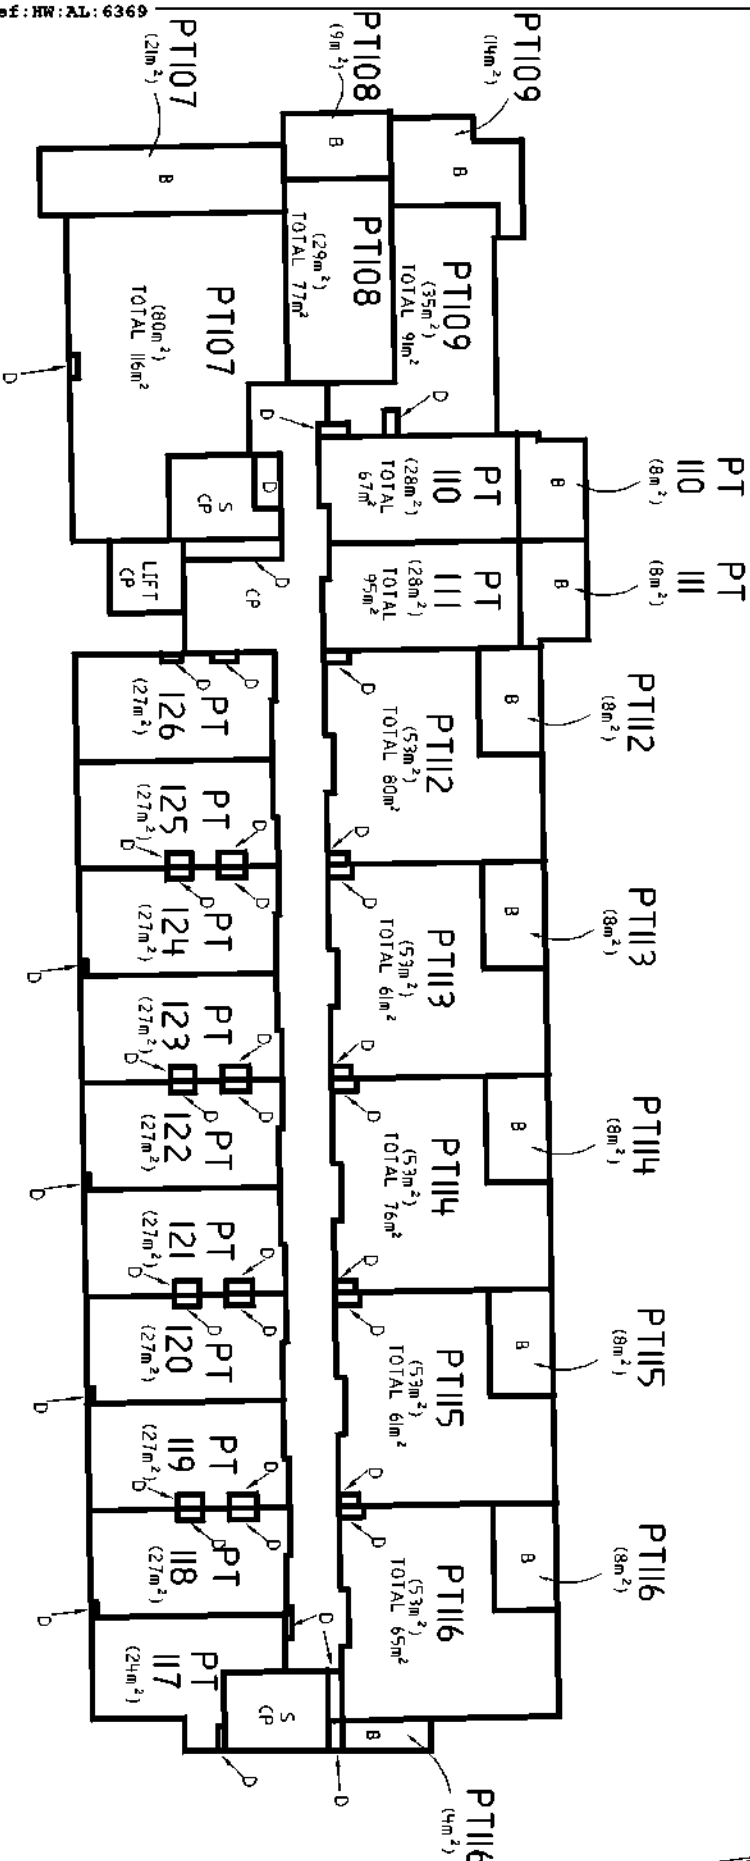 ef:HW:AL:6369
PT107
(21m²)
PT108
(9m²)
PT109
(14m²)
B
B
B
PT107
(80m²)
TOTAL 116m²
PT108
(29m²)
TOTAL 77m²
PT109
(35m²)
TOTAL 91m²
D
D
D
D
S
CP
PT
110
(28m²)
TOTAL
67m²
B
PT
110
(8m²)
LIFT
CP
D
CP
PT
111
(28m²)
TOTAL
95m²
B
PT
111
(8m²)
D
D
D
PT
126
(27m²)
PT112
(53m²)
TOTAL 80m²
B
PT112
(8m²)
PT
125
(27m²)
D
D
D
D
D
D
PT
124
(27m²)
D
PT113
(53m²)
TOTAL 61m²
B
PT113
(8m²)
PT
123
(27m²)
D
D
D
D
D
D
PT
122
(27m²)
D
PT114
(53m²)
TOTAL 76m²
B
PT114
(8m²)
PT
121
(27m²)
D
D
D
D
D
PT
120
(27m²)
D
PT115
(53m²)
TOTAL 61m²
B
PT115
(8m²)
PT
119
(27m²)
D
D
D
D
D
D
PT
118
(27m²)
D
PT116
(53m²)
TOTAL 65m²
B
PT116
(8m²)
PT
117
(24m²)
D
S
CP
B
D
D
PT116
(4m²)